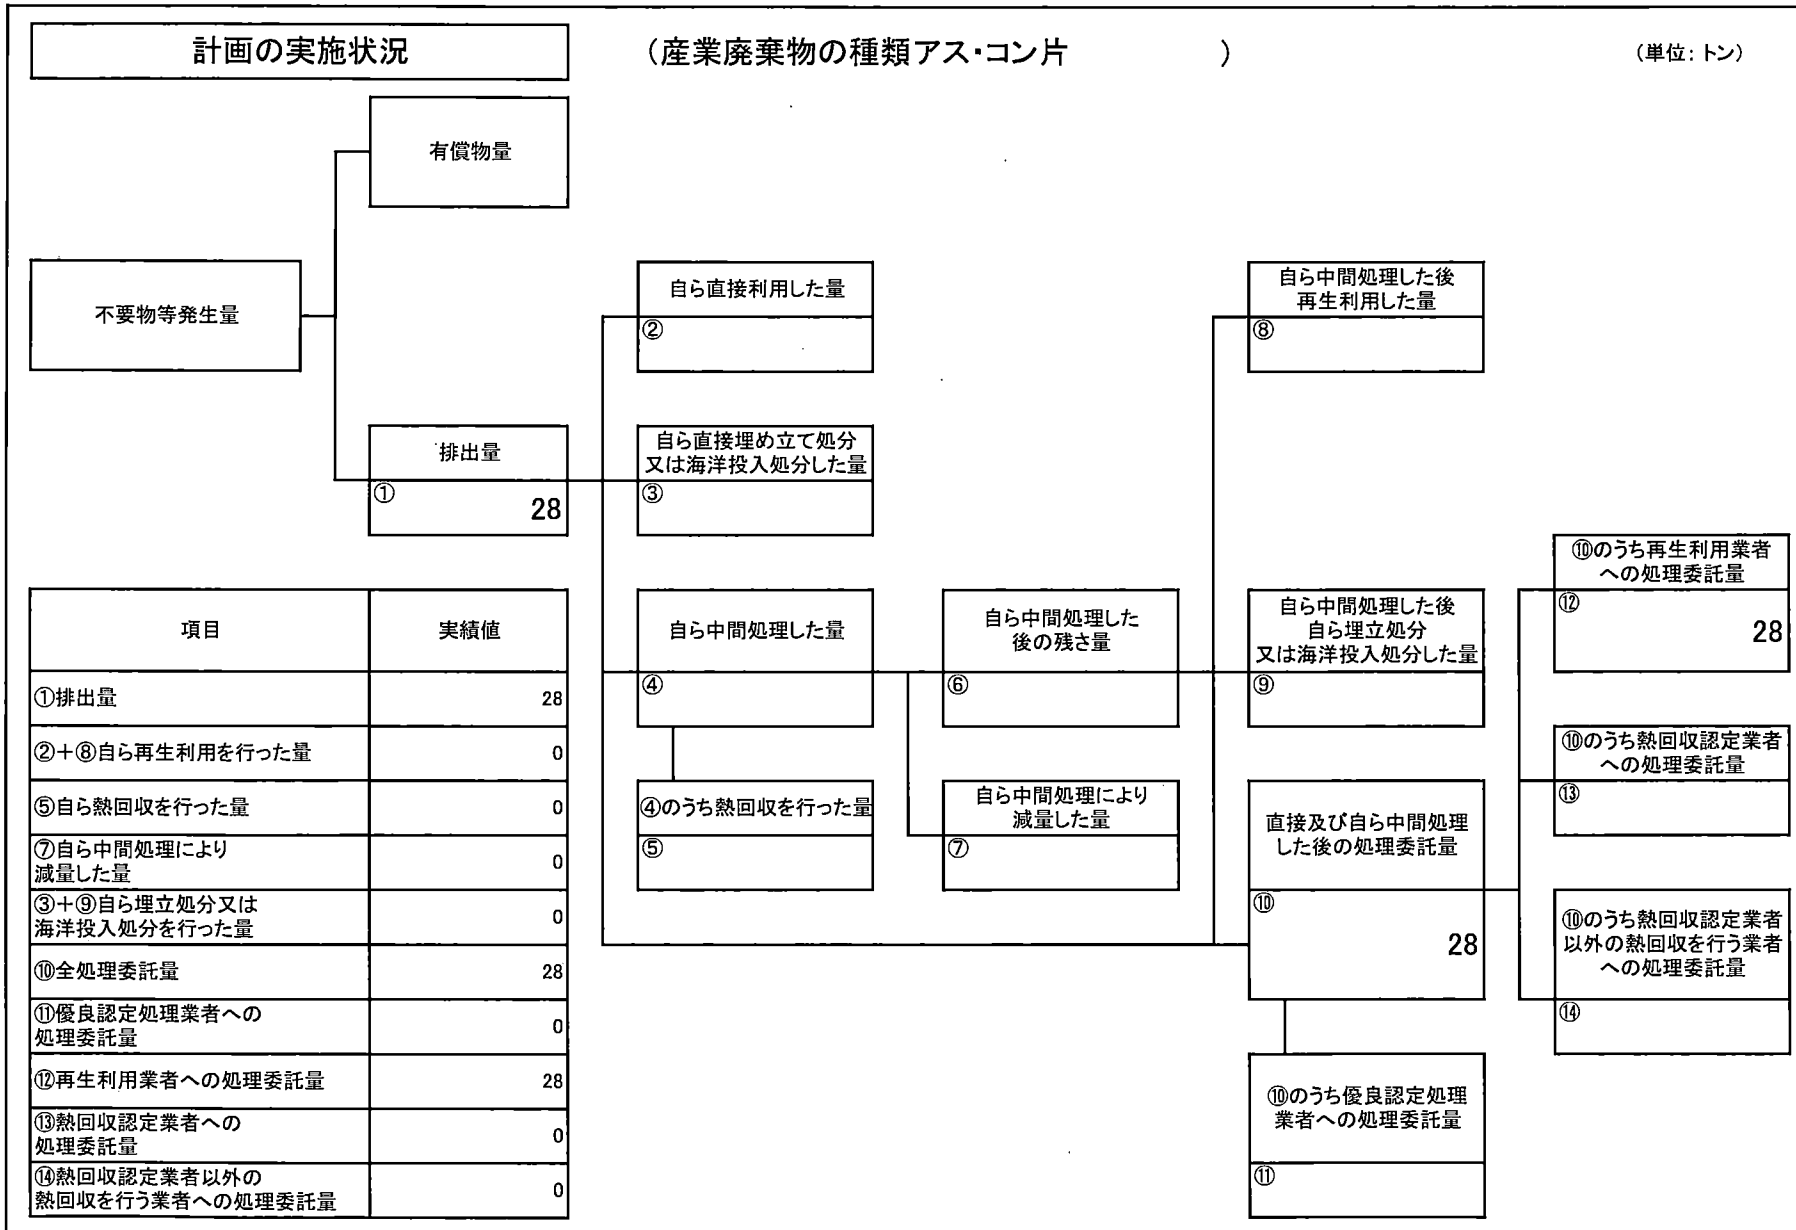 計画の実施状況
（産業廃棄物の種類アス・コン片　　　　　）
（単位：トン）
有償物量
不要物等発生量
自ら直接利用した量
②
自ら中間処理した後
再生利用した量
⑧
排出量
①
28
自ら直接埋め立て処分
又は海洋投入処分した量
③
⑩のうち再生利用業者
への処理委託量
⑫
28
自ら中間処理した量
④
自ら中間処理した
後の残さ量
⑥
自ら中間処理した後
自ら埋立処分
又は海洋投入処分した量
⑨
⑩のうち熱回収認定業者
への処理委託量
⑬
④のうち熱回収を行った量
⑤
自ら中間処理により
減量した量
⑦
直接及び自ら中間処理
した後の処理委託量
⑩
28
⑩のうち熱回収認定業者
以外の熱回収を行う業者
への処理委託量
⑭
⑩のうち優良認定処理
業者への処理委託量
⑪
項目 実績値
①排出量 28
②＋⑧自ら再生利用を行った量 0
⑤自ら熱回収を行った量 0
⑦自ら中間処理により
減量した量 0
③＋⑨自ら埋立処分又は
海洋投入処分を行った量 0
⑩全処理委託量 28
⑪優良認定処理業者への
処理委託量 0
⑫再生利用業者への処理委託量 28
⑬熱回収認定業者への
処理委託量 0
⑭熱回収認定業者以外の
熱回収を行う業者への処理委託量 0